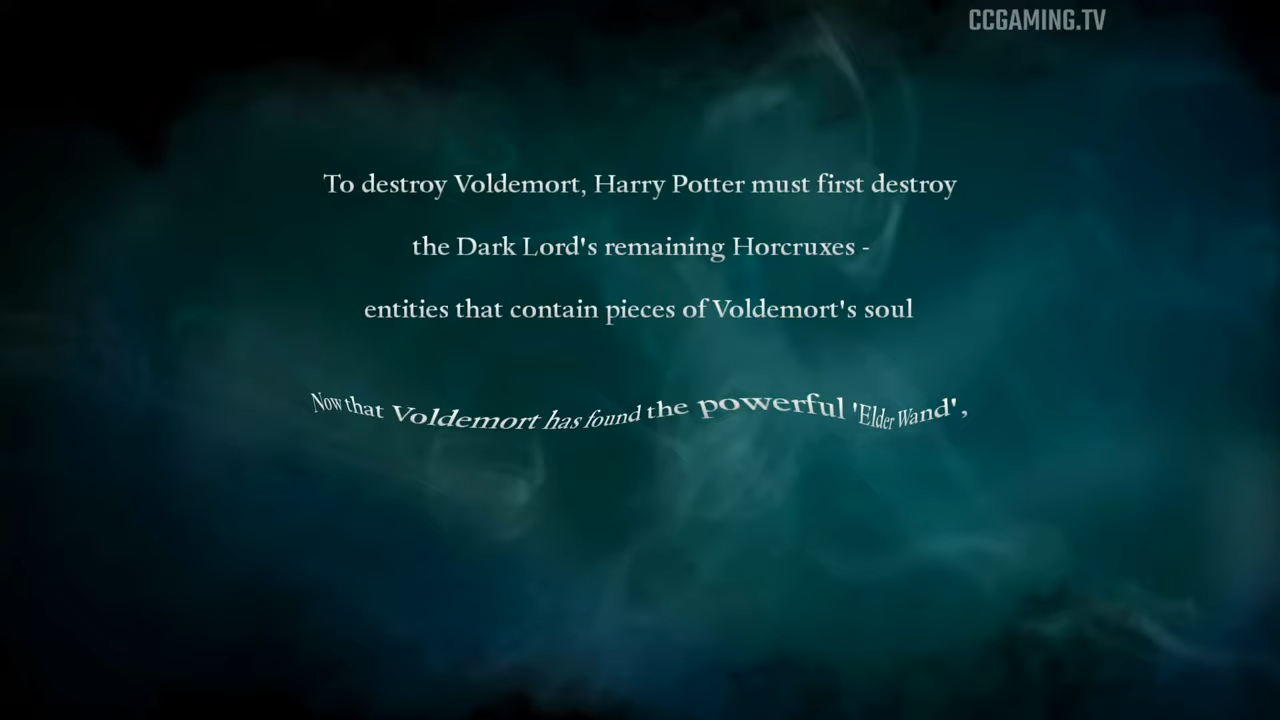 CCGAMING.TV
To destroy Voldemort, Harry Potter must first destroy
the Dark Lord's remaining Horcruxes -
entities that contain pieces of Voldemort's soul
Now that Voldemort has found the powerful 'Elder Wand',